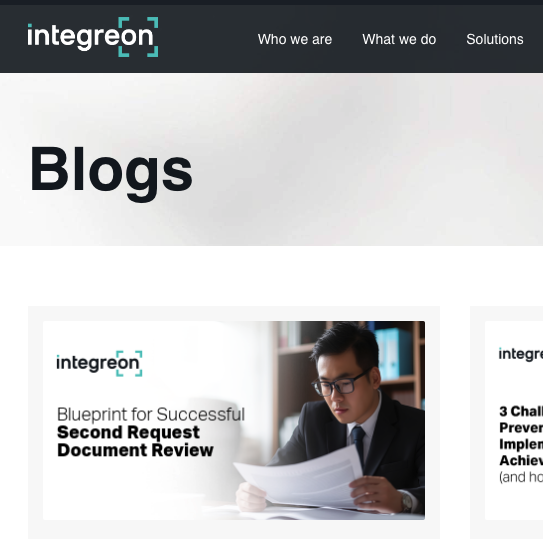 integreon
Who we are
What we do
Solutions
Blogs
integreon
Blueprint for Successful
Second Request
Document Review
integre
3 Chal
Preven
Implem
Achiev
(and ho